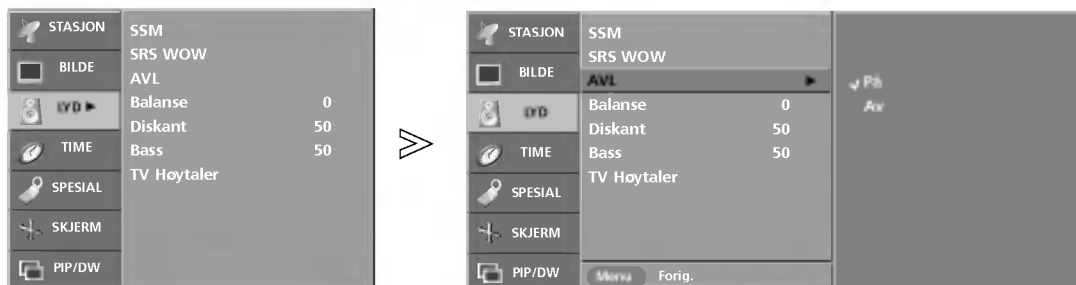 STASJON
BILDE
LYD ►
TIME
SPESIAL
SKJERM
PIP/DW
SSM
SRS WOW
AVL
Balanse 0
Diskant 50
Bass 50
TV Høytaler
STASJON
BILDE
LYD
TIME
SPESIAL
SKJERM
PIP/DW
SSM
SRS WOW
AVL ►
Balanse 0
Diskant 50
Bass 50
TV Høytaler
Menu Forig.
På
Av